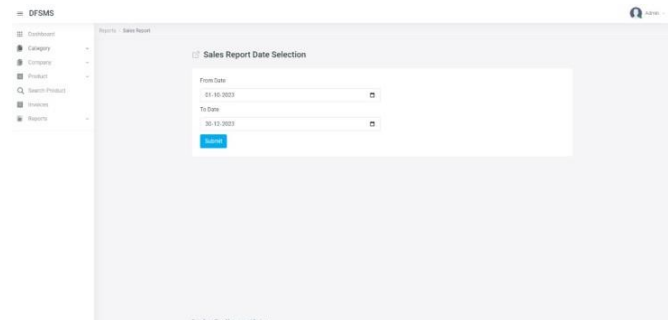 DFSMS
Admin
Dashboard
Category
Company
Product
Search Product
Invoices
Reports
Reports
Sales Report
Sales Report Date Selection
From Date
01-10-2023
To Date
30-12-2023
Submit